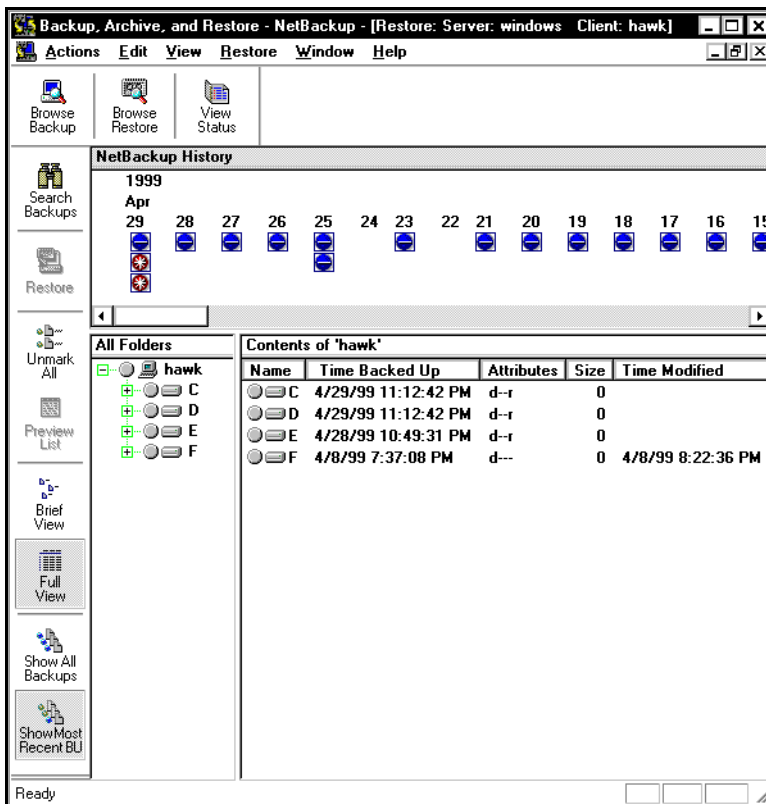 Backup, Archive, and Restore - NetBackup - [Restore: Server: windows Client: hawk]
Actions Edit View Restore Window Help
Browse Backup
Browse Restore
View Status
Search Backups
Restore
Unmark All
Preview List
Brief View
Full View
Show All Backups
ShowMost Recent BU
NetBackup History
1999
Apr
29 28 27 26 25 24 23 22 21 20 19 18 17 16 15
All Folders
hawk
C
D
E
F
Contents of 'hawk'
Name Time Backed Up Attributes Size Time Modified
C 4/29/99 11:12:42 PM d--r 0
D 4/29/99 11:12:42 PM d--r 0
E 4/28/99 10:49:31 PM d--r 0
F 4/8/99 7:37:08 PM d--- 0 4/8/99 8:22:36 PM
Ready